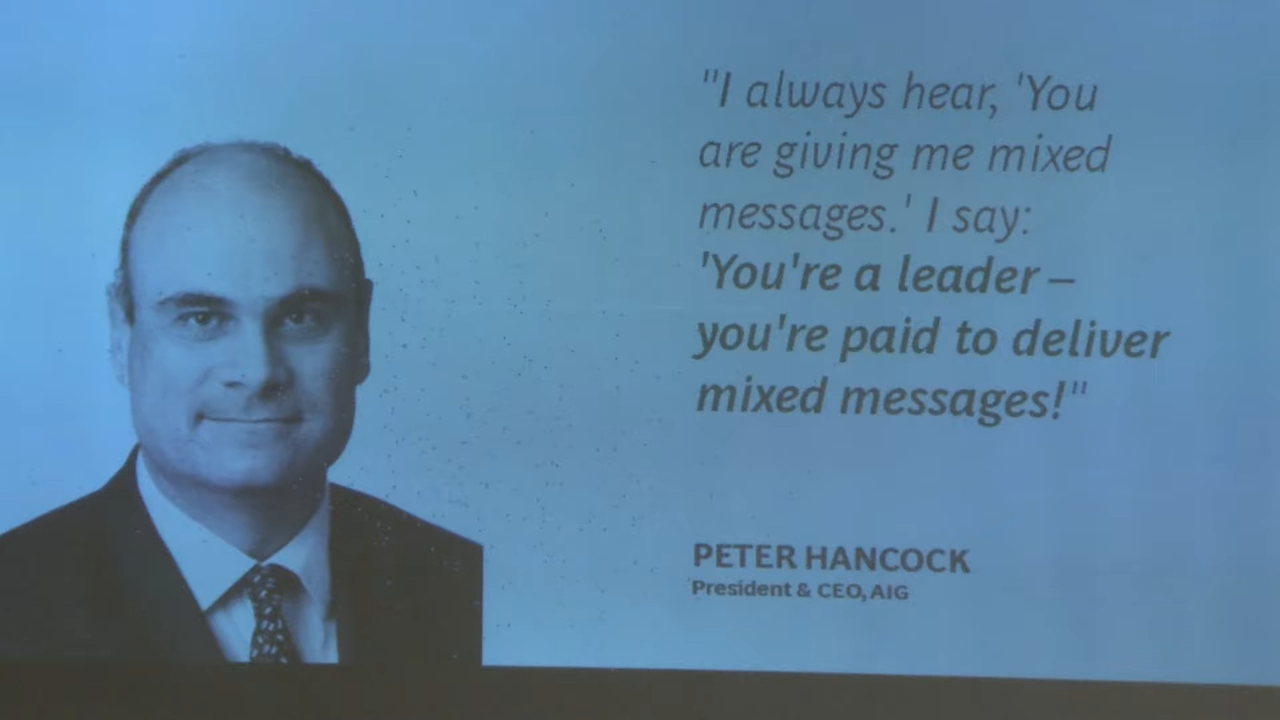 "I always hear, 'You
are giving me mixed
messages.' I say:
'You're a leader –
you're paid to deliver
mixed messages!"
PETER HANCOCK
President & CEO, AIG